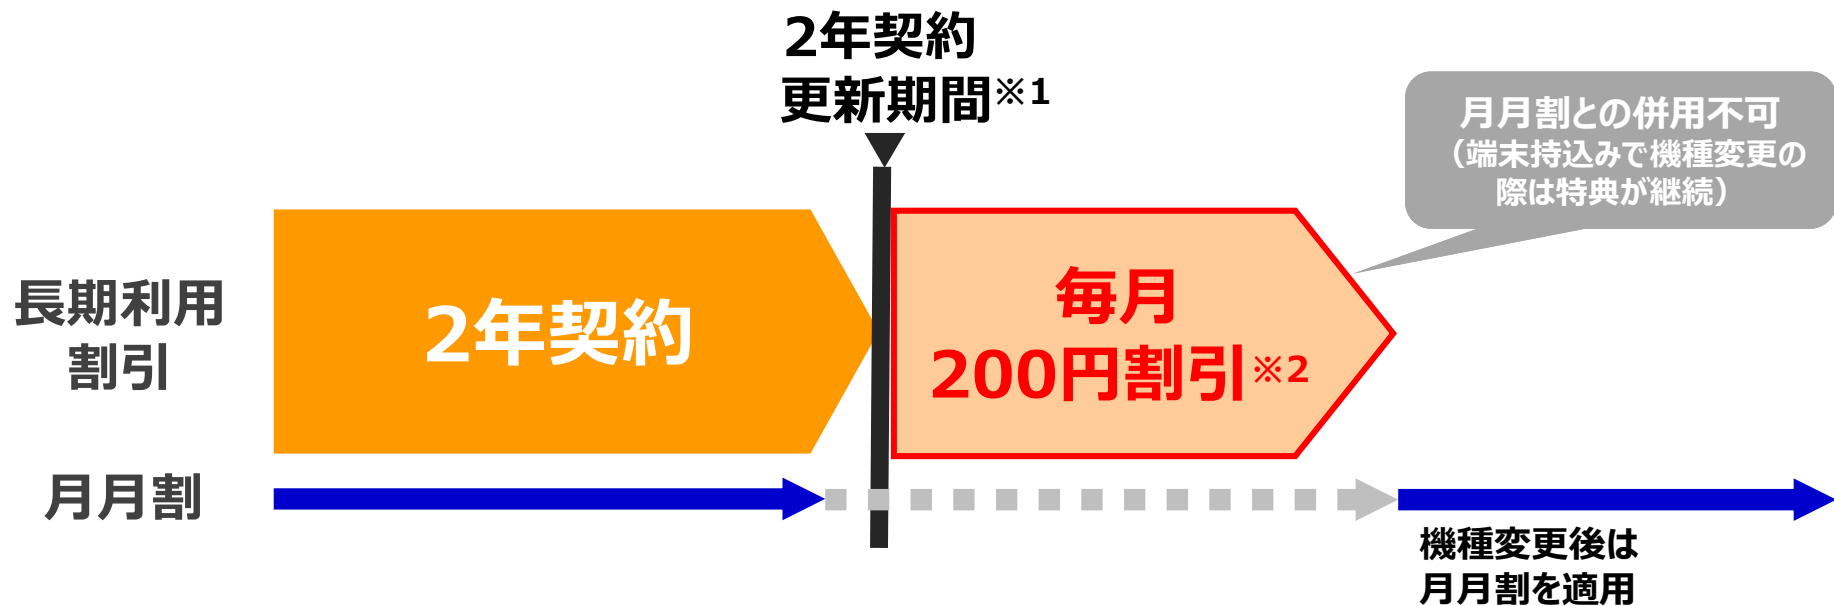 2年契約
更新期間※1
月月割との併用不可
（端末持込みで機種変更の
際は特典が継続）
長期利用
割引
2年契約
毎月
200円割引※2
月月割
機種変更後は
月月割を適用